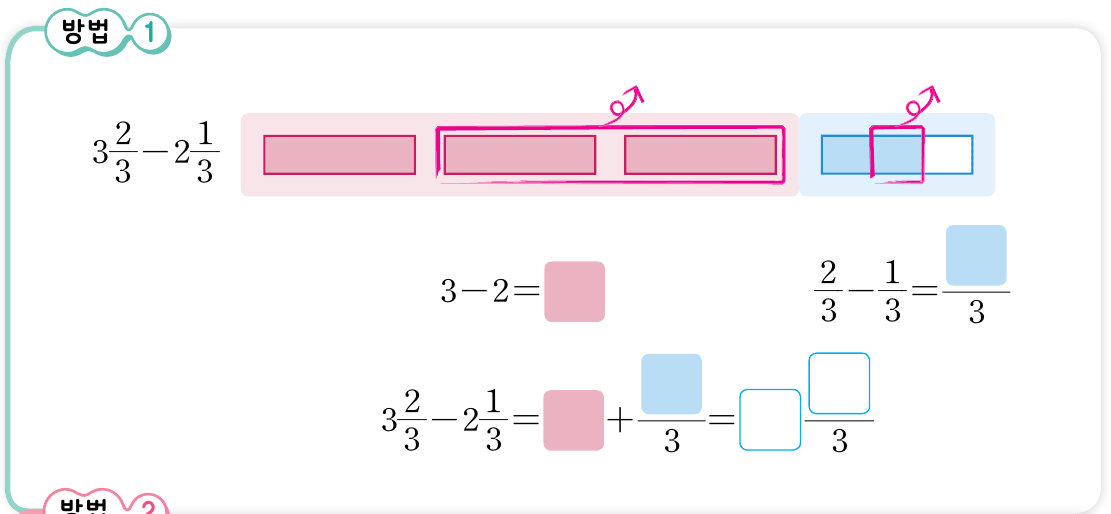 방법 1
3 2/3 − 2 1/3
3−2=
2/3 − 1/3 = /3
3 2/3 − 2 1/3 = + /3 = /3
방법 2